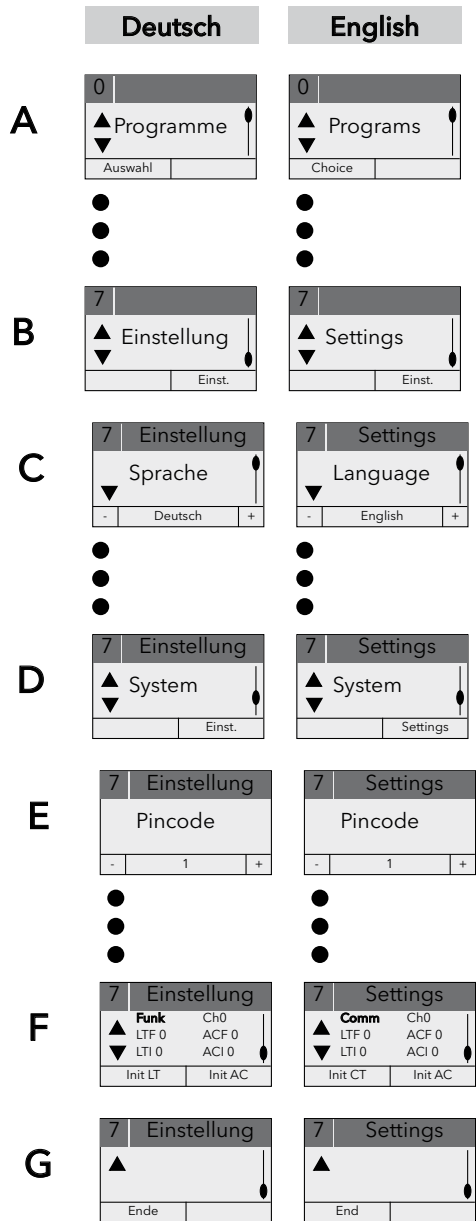 Deutsch English
A
0 0
Programme Programs
Auswahl Choice
B
7 7
Einstellung Settings
Einst. Einst.
C
7 Einstellung 7 Settings
Sprache Language
- Deutsch + - English +
D
7 Einstellung 7 Settings
System System
Einst. Settings
E
7 Einstellung 7 Settings
Pincode Pincode
- 1 + - 1 +
F
7 Einstellung 7 Settings
Funk Ch0 Comm Ch0
LTF 0 ACF 0 LTF 0 ACF 0
LTI 0 ACI 0 LTI 0 ACI 0
Init LT Init AC Init CT Init AC
G
7 Einstellung 7 Settings
Ende End